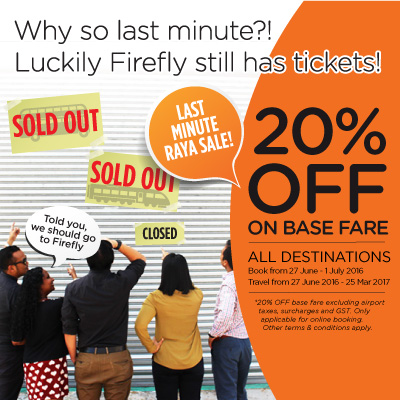 Why so last minute?!
Luckily Firefly still has tickets!
SOLD OUT
SOLD OUT
CLOSED
Told you,
we should go
to Firefly
LAST
MINUTE
RAYA SALE!
20%
OFF
ON BASE FARE
ALL DESTINATIONS
Book from 27 June - 1 July 2016
Travel from 27 June 2016 – 25 Mar 2017
*20% OFF base fare excluding airport
taxes, surcharges and GST. Only
applicable for online booking.
Other terms & conditions apply.